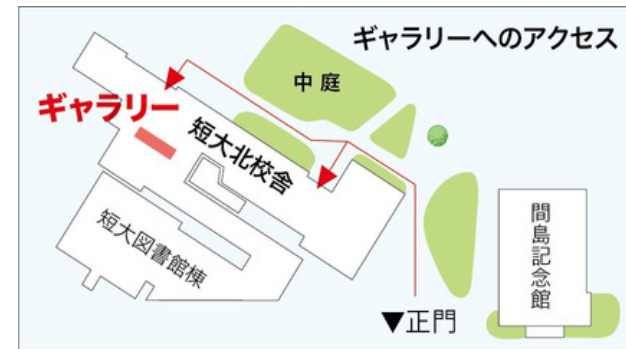 ギャラリーへのアクセス
中庭
ギャラリー
短大北校舎
短大図書館棟
間島記念館
▼正門